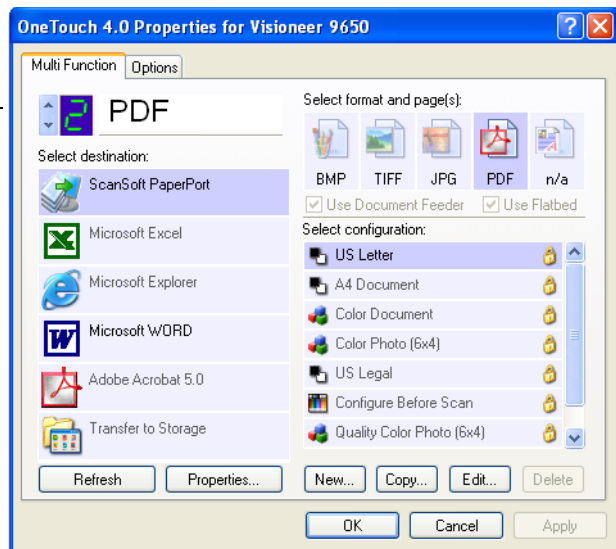 OneTouch 4.0 Properties for Visioneer 9650
Multi Function
Options
2
PDF
Select destination:
ScanSoft PaperPort
Microsoft Excel
Microsoft Explorer
Microsoft WORD
Adobe Acrobat 5.0
Transfer to Storage
Refresh
Properties...
Select format and page(s):
BMP TIFF JPG PDF n/a
Use Document Feeder Use Flatbed
Select configuration:
US Letter
A4 Document
Color Document
Color Photo (6x4)
US Legal
Configure Before Scan
Quality Color Photo (6x4)
New... Copy... Edit... Delete
OK Cancel Apply